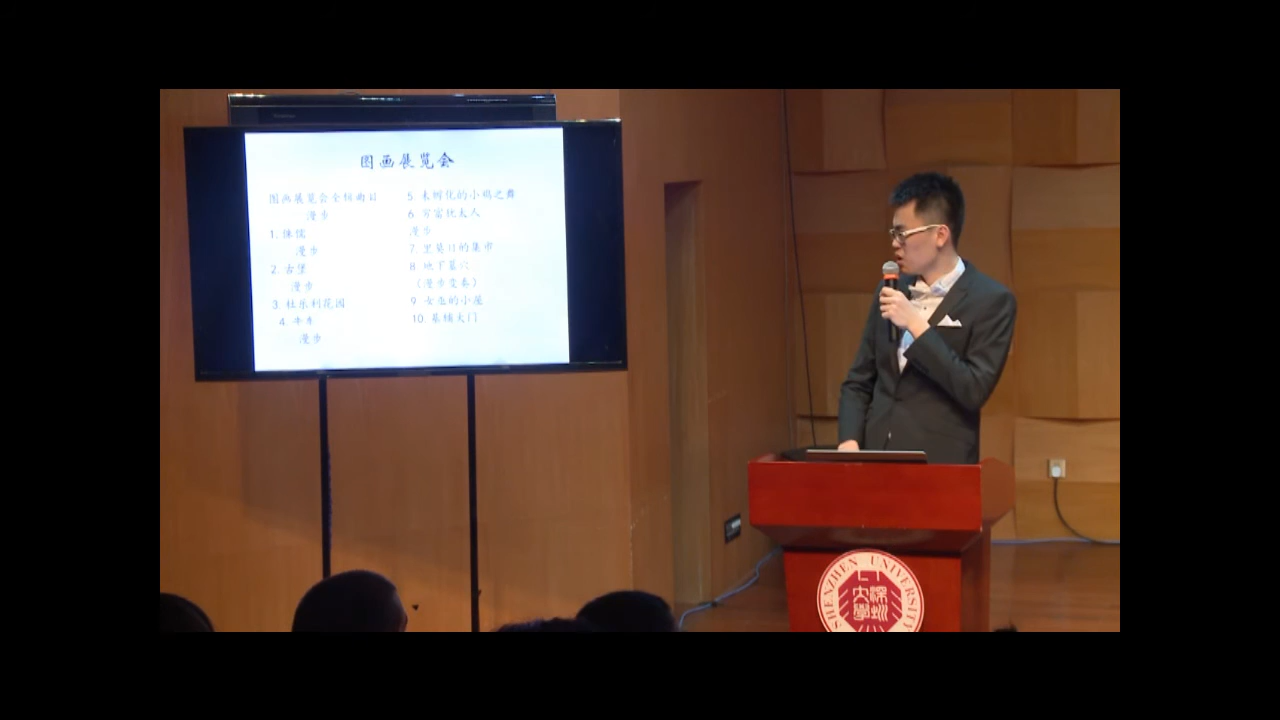 图画展览会
图画展览会全部曲目
漫步
1. 侏儒
漫步
2. 古堡
漫步
3. 杜乐利花园
4. 牛车
漫步
5. 未孵化的小鸡之舞
6. 穷富犹太人
漫步
7. 里莫日的集市
8. 地下墓穴
（漫步变奏）
9. 女巫的小屋
10. 基辅大门
SHENZHEN UNIVERSITY
深圳
大學